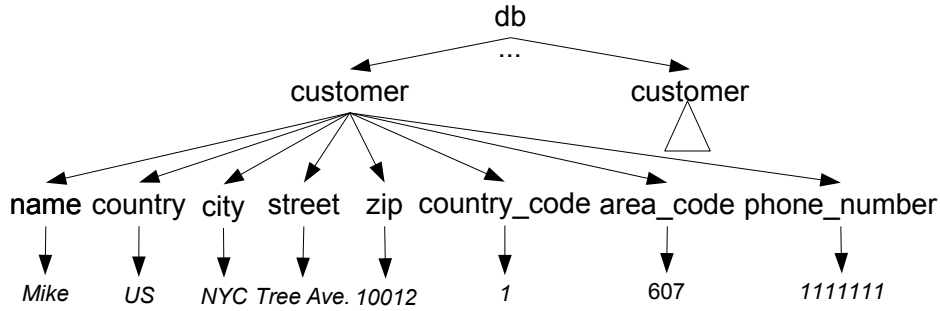 db
...
customer customer
name country city street zip country_code area_code phone_number
Mike US NYC Tree Ave. 10012 1 607 1111111